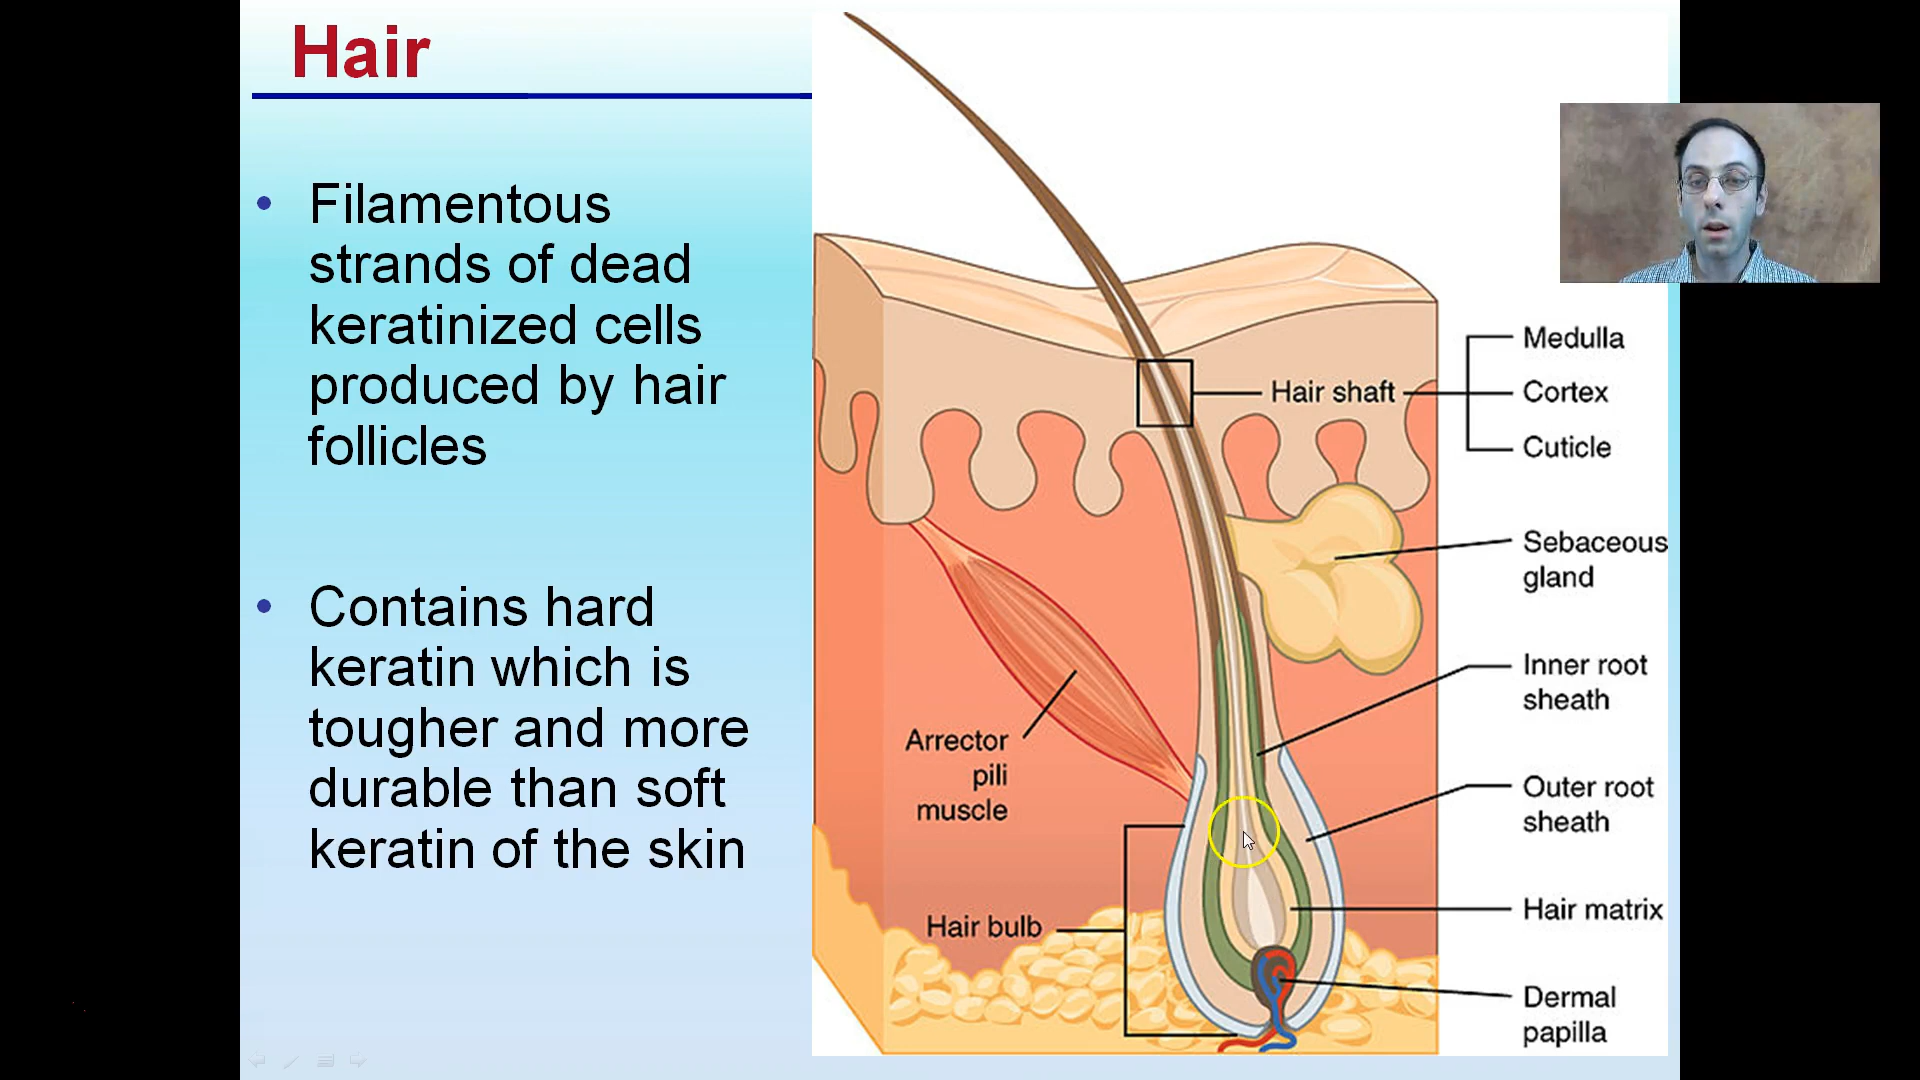 Hair
• Filamentous
strands of dead
keratinized cells
produced by hair
follicles
• Contains hard
keratin which is
tougher and more
durable than soft
keratin of the skin
Medulla
Hair shaft
Cortex
Cuticle
Sebaceous
gland
Inner root
sheath
Arrector
pili
muscle
Outer root
sheath
Hair bulb
Hair matrix
Dermal
papilla